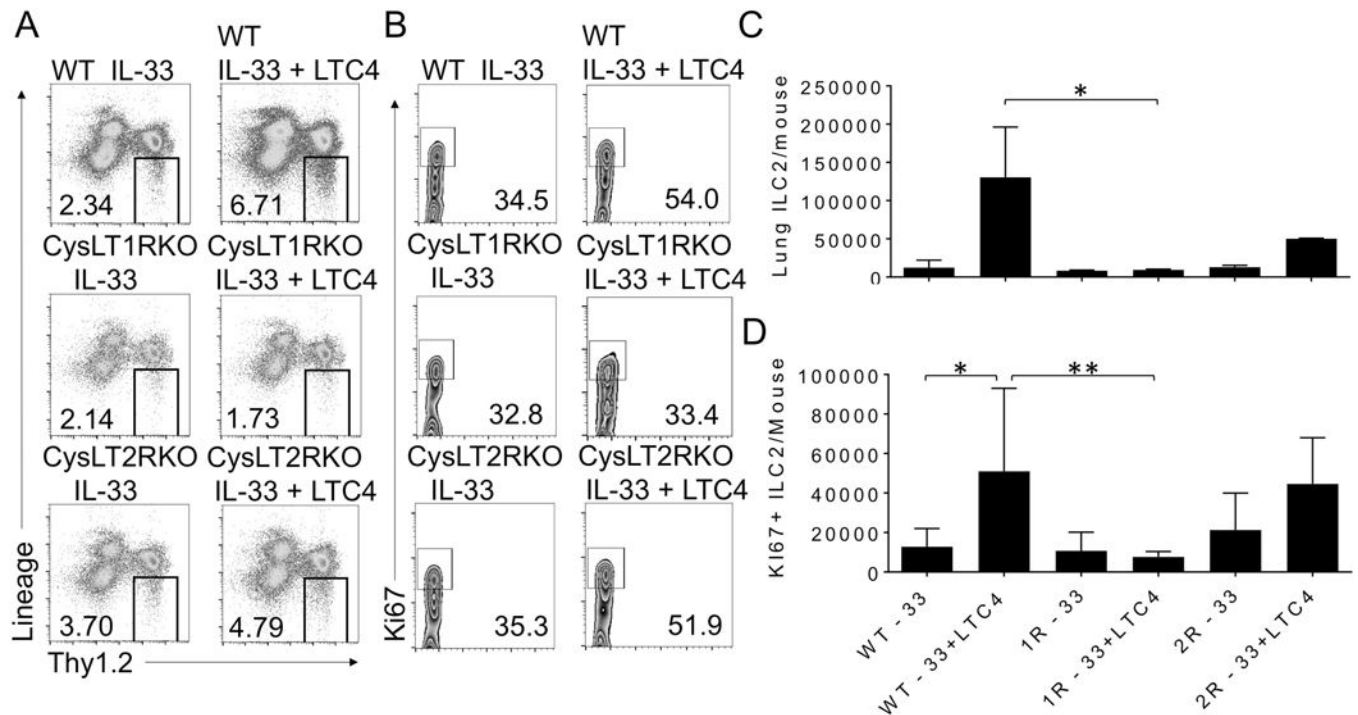 A
WT IL-33
WT
IL-33 + LTC4
2.34
6.71
CysLT1RKO
IL-33
CysLT1RKO
IL-33 + LTC4
2.14
1.73
CysLT2RKO
IL-33
CysLT2RKO
IL-33 + LTC4
3.70
4.79
Lineage
Thy1.2
B
WT IL-33
WT
IL-33 + LTC4
34.5
54.0
CysLT1RKO
IL-33
CysLT1RKO
IL-33 + LTC4
32.8
33.4
CysLT2RKO
IL-33
CysLT2RKO
IL-33 + LTC4
35.3
51.9
Ki67
C
Lung ILC2/mouse
250000
200000
150000
100000
50000
0
*
D
KI67+ ILC2/Mouse
100000
80000
60000
40000
20000
0
*
**
WT - 33
WT - 33+LTC4
1R - 33
1R - 33+LTC4
2R - 33
2R - 33+LTC4